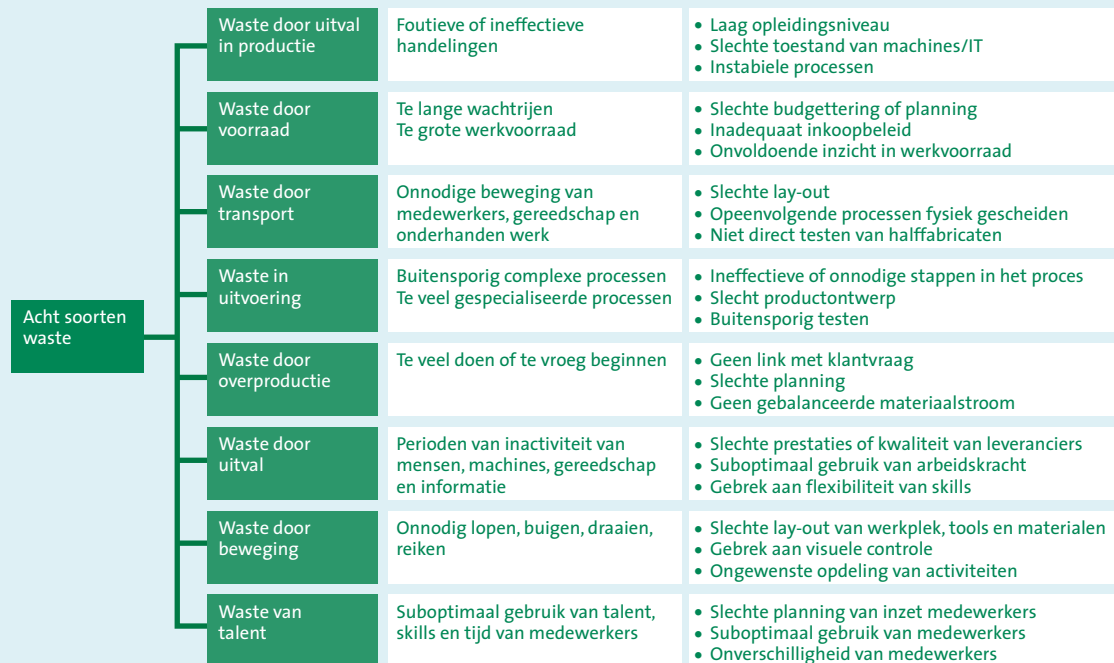 Waste door uitval
in productie
Foutieve of ineffectieve
handelingen
• Laag opleidingsniveau
• Slechte toestand van machines/IT
• Instabiele processen
Waste door
voorraad
Te lange wachtrijen
Te grote werkvoorraad
• Slechte budgettering of planning
• Inadequaat inkoopbeleid
• Onvoldoende inzicht in werkvoorraad
Waste door
transport
Onnodige beweging van
medewerkers, gereedschap en
onderhanden werk
• Slechte lay-out
• Opeenvolgende processen fysiek gescheiden
• Niet direct testen van halffabricaten
Waste in
uitvoering
Buitensporig complexe processen
Te veel gespecialiseerde processen
• Ineffectieve of onnodige stappen in het proces
• Slecht productontwerp
• Buitensporig testen
Acht soorten
waste
Waste door
overproductie
Te veel doen of te vroeg beginnen
• Geen link met klantvraag
• Slechte planning
• Geen gebalanceerde materiaalstroom
Waste door
uitval
Perioden van inactiviteit van
mensen, machines, gereedschap
en informatie
• Slechte prestaties of kwaliteit van leveranciers
• Suboptimaal gebruik van arbeidskracht
• Gebrek aan flexibiliteit van skills
Waste door
beweging
Onnodig lopen, buigen, draaien,
reiken
• Slechte lay-out van werkplek, tools en materialen
• Gebrek aan visuele controle
• Ongewenste opdeling van activiteiten
Waste van
talent
Suboptimaal gebruik van talent,
skills en tijd van medewerkers
• Slechte planning van inzet medewerkers
• Suboptimaal gebruik van medewerkers
• Onverschilligheid van medewerkers